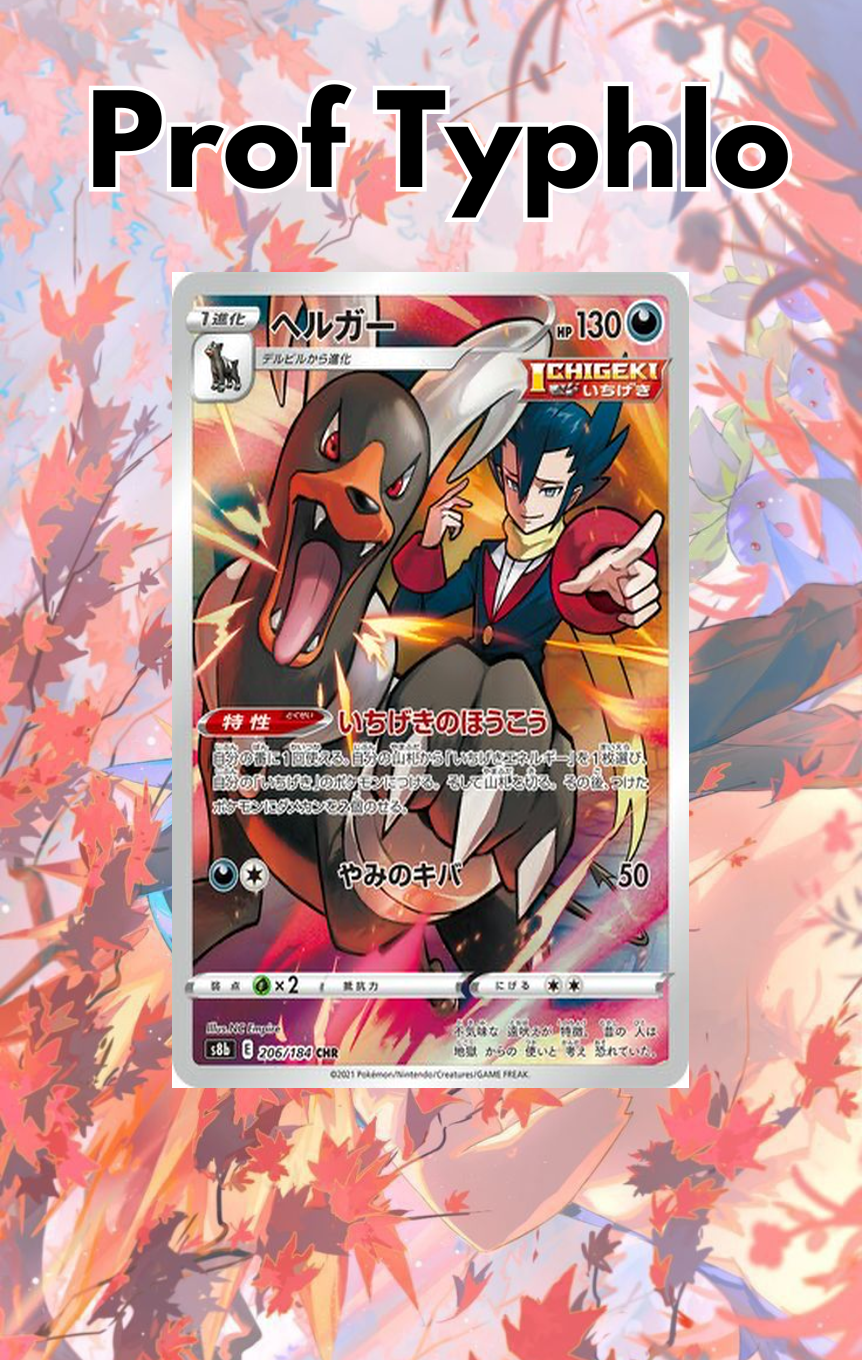 Prof Typhlo
1進化
ヘルガー
HP 130
デルビルから進化
ICHIGEKI
いちげき
特性
とくせい
いちげきのほうこう
自分の番に1回使える。自分の山札から「いちげきエネルギー」を1枚選び、
自分の「いちげき」のポケモンにつける。そして山札を切る。その後、つけた
ポケモンにダメカンを2個のせる。
やみのキバ
50
弱点
×2
抵抗力
にげる
Illus. NC Empire
不気味な 遠吠えが 特徴。 昔の 人は
s8b E 206/184 CHR
地獄 からの 使いと 考え 恐れていた。
©2021 Pokémon/Nintendo/Creatures/GAME FREAK.